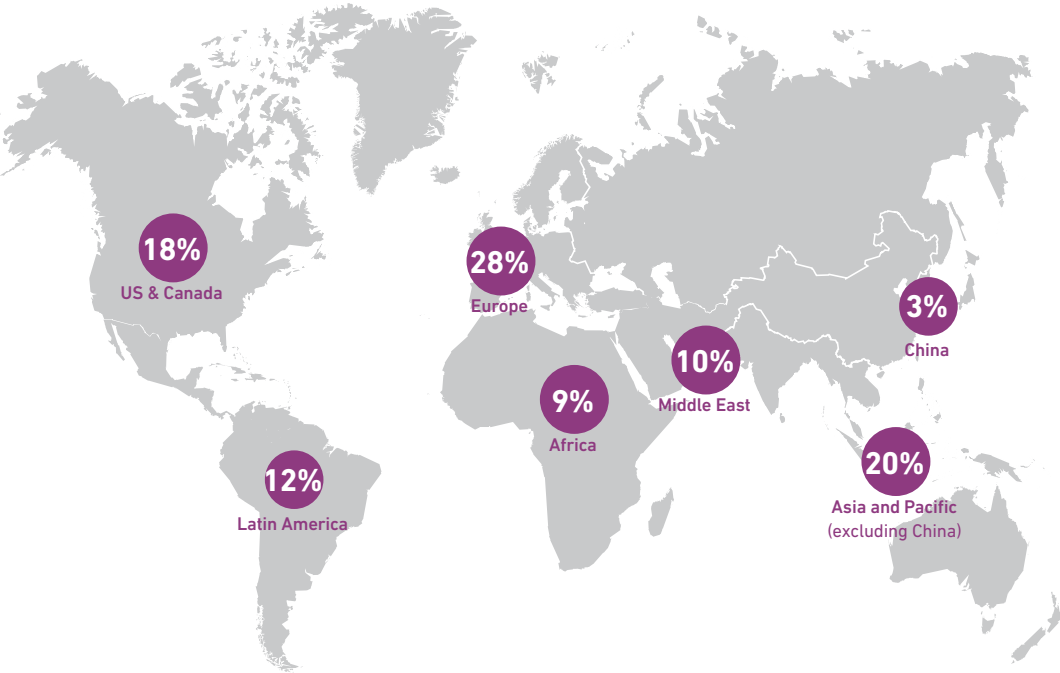 18%
US & Canada
28%
Europe
3%
China
10%
Middle East
9%
Africa
12%
Latin America
20%
Asia and Pacific
(excluding China)